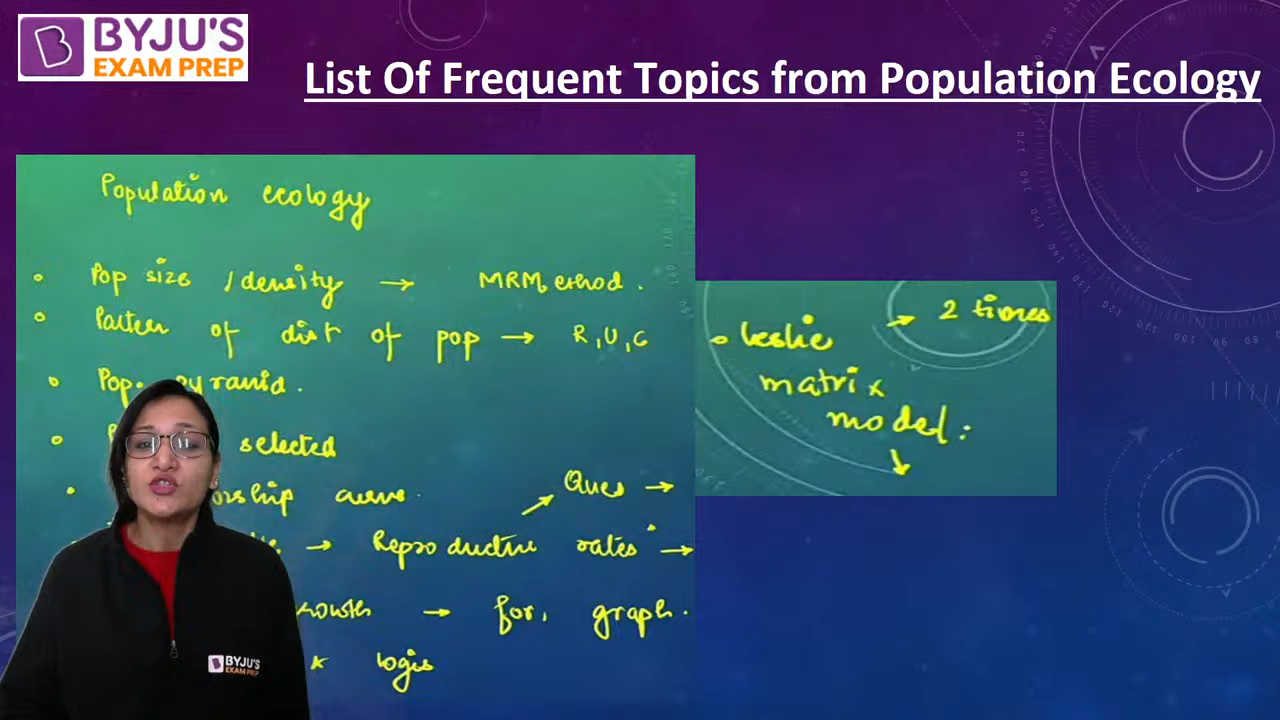 BYJU'S
EXAM PREP
List Of Frequent Topics from Population Ecology
Population ecology
Pop size / density → MRMethod.
Pattern of dist of pop → R, U, C
Pop. pyramid.
selected
curve.
Ques →
→ Reproductive rates →
→ for, graph.
logis
• Leslie → 2 times
matrix
model:
BYJU'S
EXAM PREP